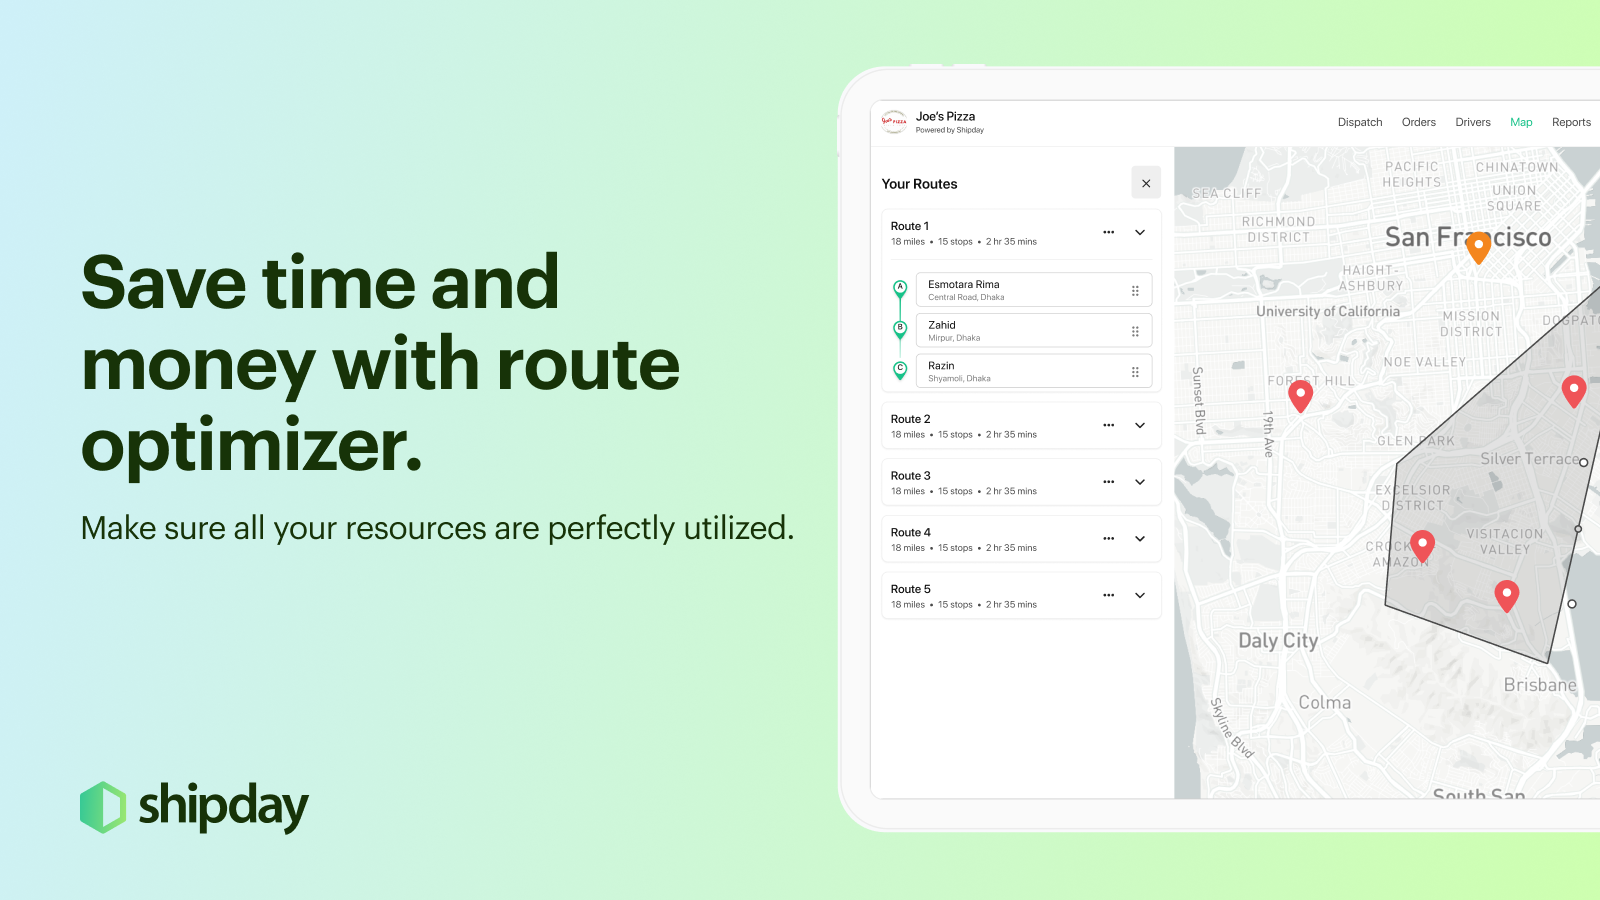 Save time and
money with route
optimizer.
Make sure all your resources are perfectly utilized.
shipday
Joe's PIZZA
Joe's Pizza
Powered by Shipday
Dispatch Orders Drivers Map Reports
Your Routes
Route 1
18 miles • 15 stops • 2 hr 35 mins
A
Esmotara Rima
Central Road, Dhaka
B
Zahid
Mirpur, Dhaka
C
Razin
Shyamoli, Dhaka
Route 2
18 miles • 15 stops • 2 hr 35 mins
Route 3
18 miles • 15 stops • 2 hr 35 mins
Route 4
18 miles • 15 stops • 2 hr 35 mins
Route 5
18 miles • 15 stops • 2 hr 35 mins
PACIFIC
HEIGHTS
CHINATOWN
SEA CLIFF
UNION
SQUARE
RICHMOND
DISTRICT
San Francisco
HAIGHT-
ASHBURY
University of California
MISSION
DISTRICT
DOGPAT
NOE VALLEY
FOREST HILL
Sunset Blvd
19th Ave
GLEN PARK
Silver Terrace
EXCELSIOR
DISTRICT
VISITACION
VALLEY
CROCK
AMAZON
Daly City
Brisbane
Colma
Skyline Blvd
South San